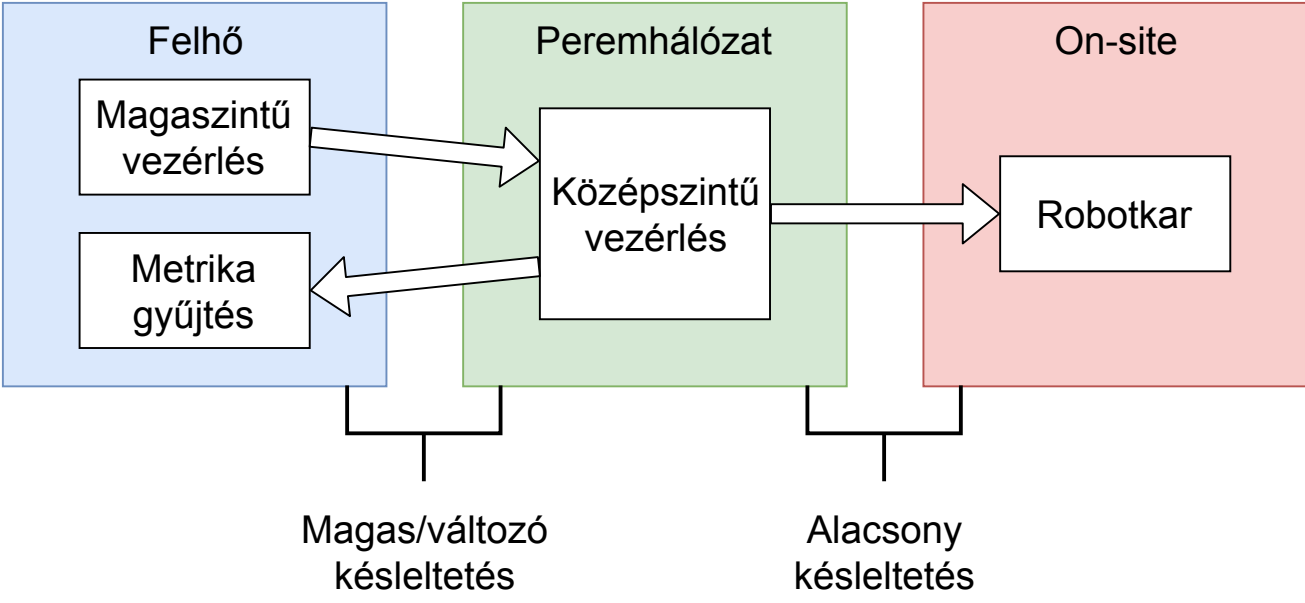 Felhő
Magaszintű
vezérlés
Metrika
gyűjtés
Peremhálózat
Középszintű
vezérlés
On-site
Robotkar
Magas/változó
késleltetés
Alacsony
késleltetés